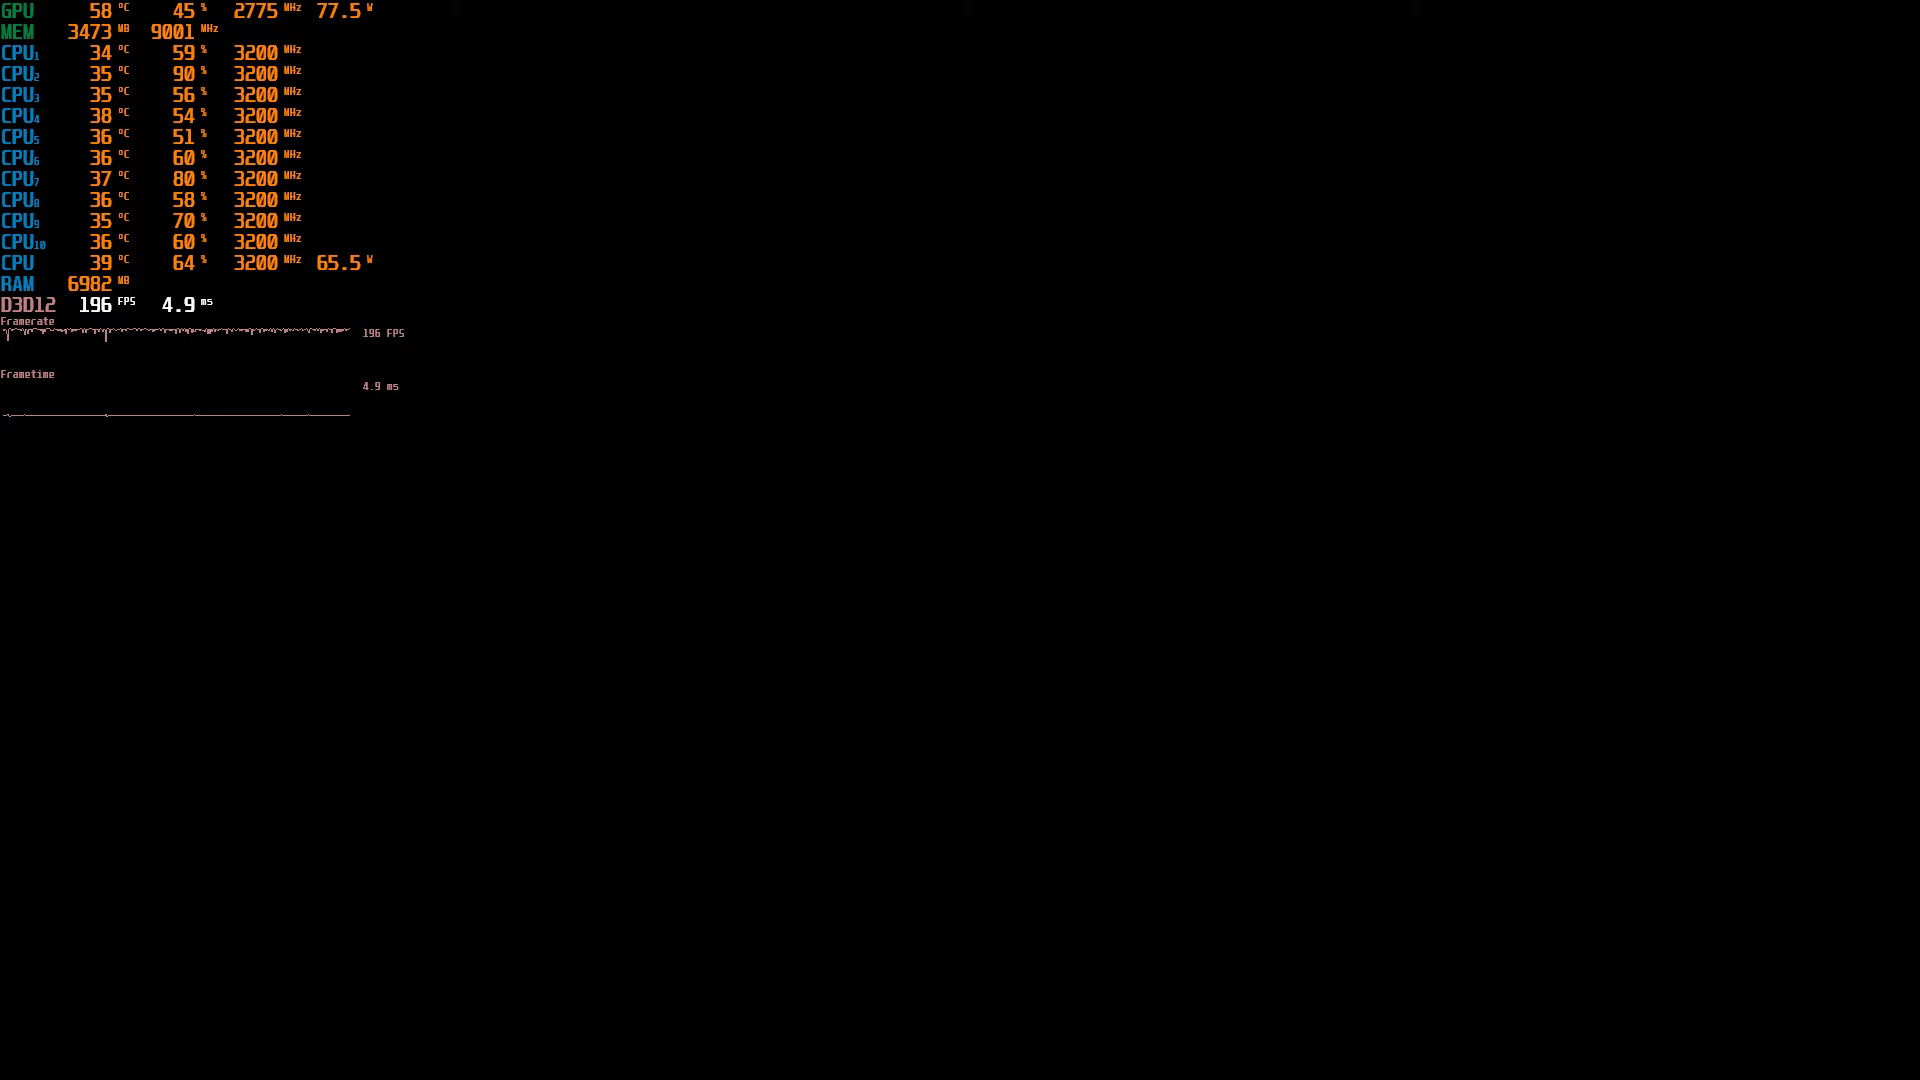 GPU 58 °C 45 % 2775 MHz 77.5 W
MEM 3473 MB 9001 MHz
CPU1 34 °C 59 % 3200 MHz
CPU2 35 °C 90 % 3200 MHz
CPU3 35 °C 56 % 3200 MHz
CPU4 38 °C 54 % 3200 MHz
CPU5 36 °C 51 % 3200 MHz
CPU6 36 °C 60 % 3200 MHz
CPU7 37 °C 80 % 3200 MHz
CPU8 36 °C 58 % 3200 MHz
CPU9 35 °C 70 % 3200 MHz
CPU10 36 °C 60 % 3200 MHz
CPU 39 °C 64 % 3200 MHz 65.5 W
RAM 6982 MB
D3D12 196 FPS 4.9 ms
Framerate
196 FPS
Frametime
4.9 ms